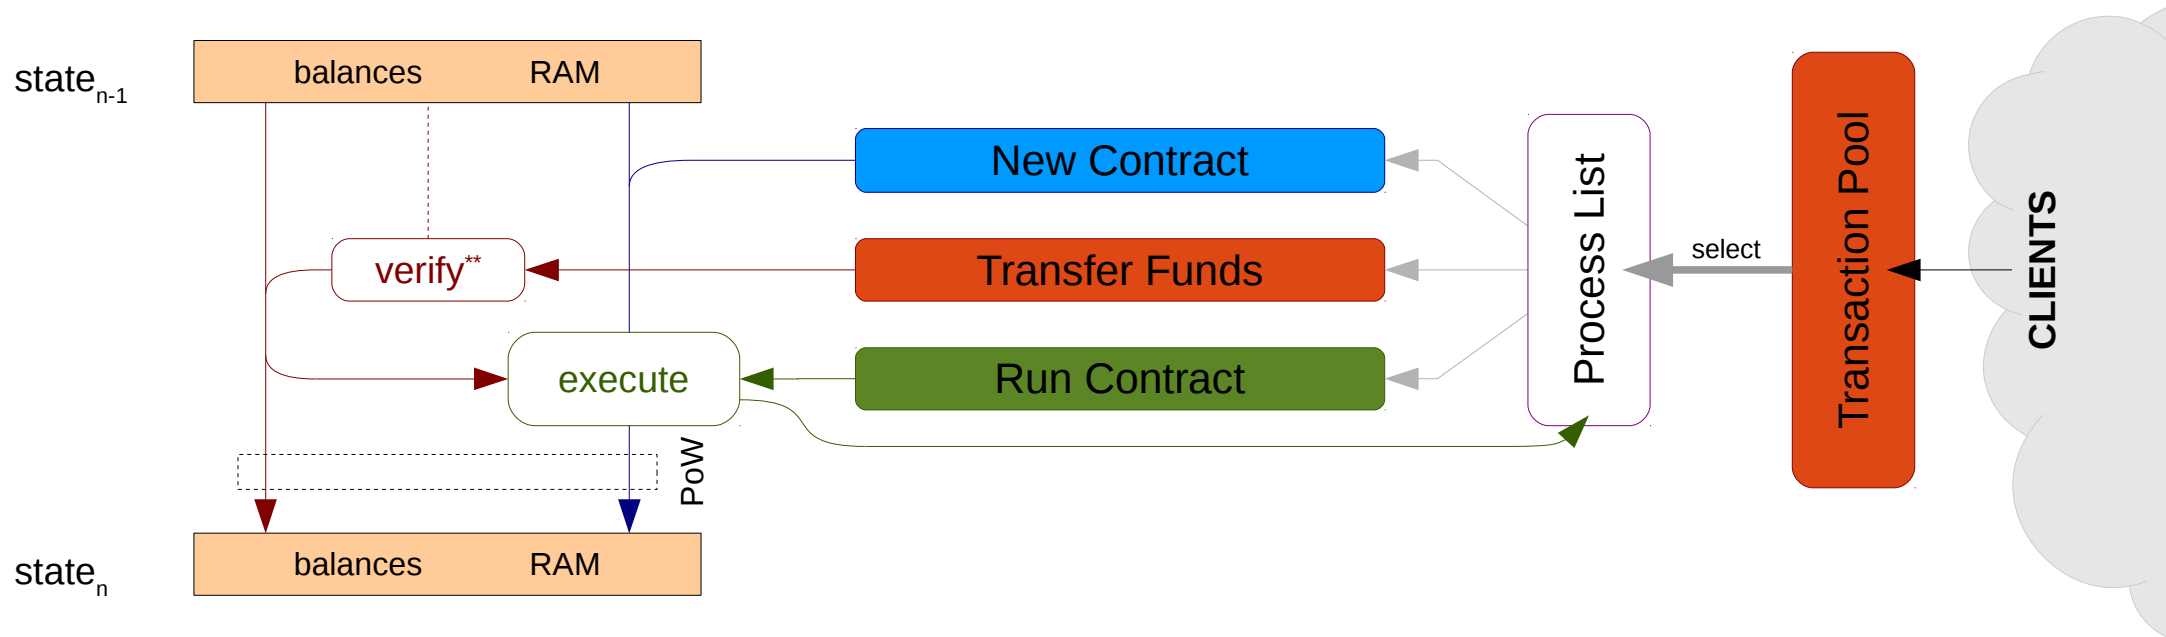 state n-1
balances RAM
New Contract
verify**
Transfer Funds
execute
Run Contract
PoW
state n
balances RAM
Process List
select
Transaction Pool
CLIENTS